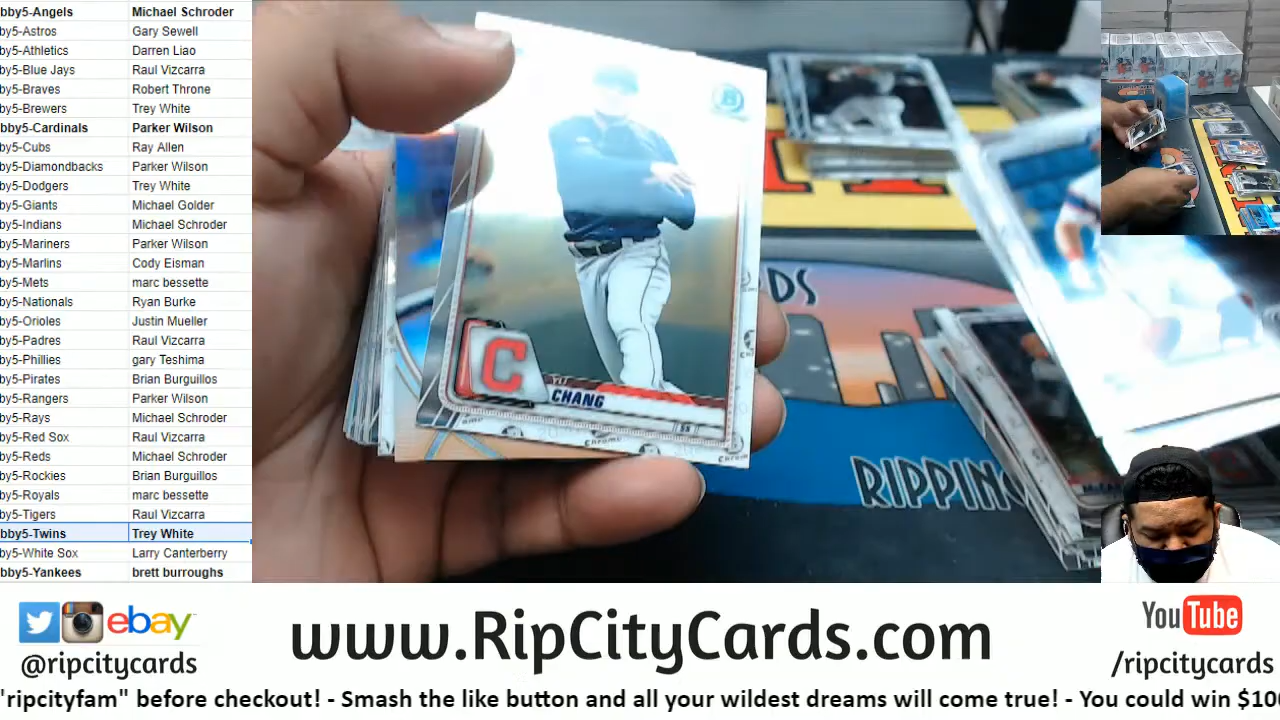 bby5-Angels Michael Schroder
by5-Astros Gary Sewell
by5-Athletics Darren Liao
by5-Blue Jays Raul Vizcarra
by5-Braves Robert Throne
by5-Brewers Trey White
bby5-Cardinals Parker Wilson
by5-Cubs Ray Allen
by5-Diamondbacks Parker Wilson
by5-Dodgers Trey White
by5-Giants Michael Golder
by5-Indians Michael Schroder
by5-Mariners Parker Wilson
by5-Marlins Cody Eisman
by5-Mets marc bessette
by5-Nationals Ryan Burke
by5-Orioles Justin Mueller
by5-Padres Raul Vizcarra
by5-Phillies gary Teshima
by5-Pirates Brian Burguillos
by5-Rangers Parker Wilson
by5-Rays Michael Schroder
by5-Red Sox Raul Vizcarra
by5-Reds Michael Schroder
by5-Rockies Brian Burguillos
by5-Royals marc bessette
by5-Tigers Raul Vizcarra
bby5-Twins Trey White
by5-White Sox Larry Canterberry
bby5-Yankees brett burroughs
C
YU CHANG
DS
RIPPIN
ebay
@ripcitycards
www.RipCityCards.com
YouTube
/ripcitycards
"ripcityfam" before checkout! - Smash the like button and all your wildest dreams will come true! - You could win $100